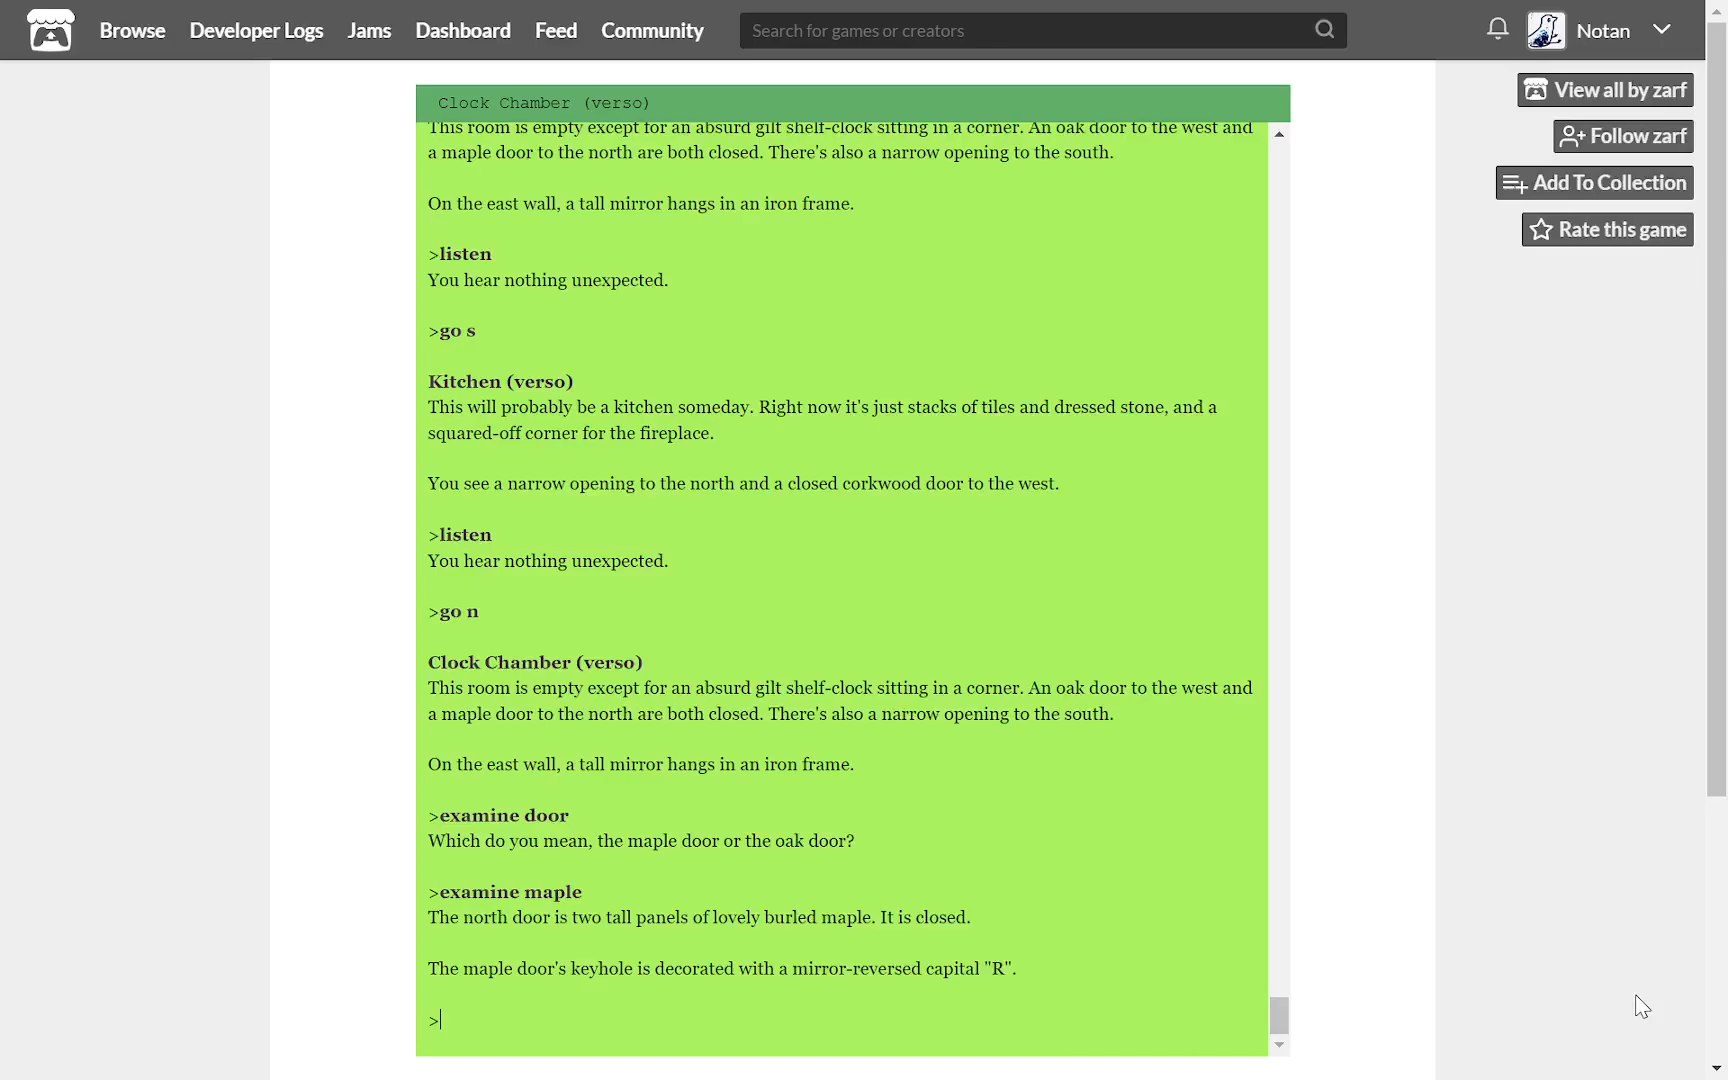 Browse Developer Logs Jams Dashboard Feed Community Search for games or creators Notan
View all by zarf
Follow zarf
Add To Collection
Rate this game
Clock Chamber (verso)
This room is empty except for an absurd gilt shelf-clock sitting in a corner. An oak door to the west and
a maple door to the north are both closed. There's also a narrow opening to the south.
On the east wall, a tall mirror hangs in an iron frame.
>listen
You hear nothing unexpected.
>go s
Kitchen (verso)
This will probably be a kitchen someday. Right now it's just stacks of tiles and dressed stone, and a
squared-off corner for the fireplace.
You see a narrow opening to the north and a closed corkwood door to the west.
>listen
You hear nothing unexpected.
>go n
Clock Chamber (verso)
This room is empty except for an absurd gilt shelf-clock sitting in a corner. An oak door to the west and
a maple door to the north are both closed. There's also a narrow opening to the south.
On the east wall, a tall mirror hangs in an iron frame.
>examine door
Which do you mean, the maple door or the oak door?
>examine maple
The north door is two tall panels of lovely burled maple. It is closed.
The maple door's keyhole is decorated with a mirror-reversed capital "R".
>